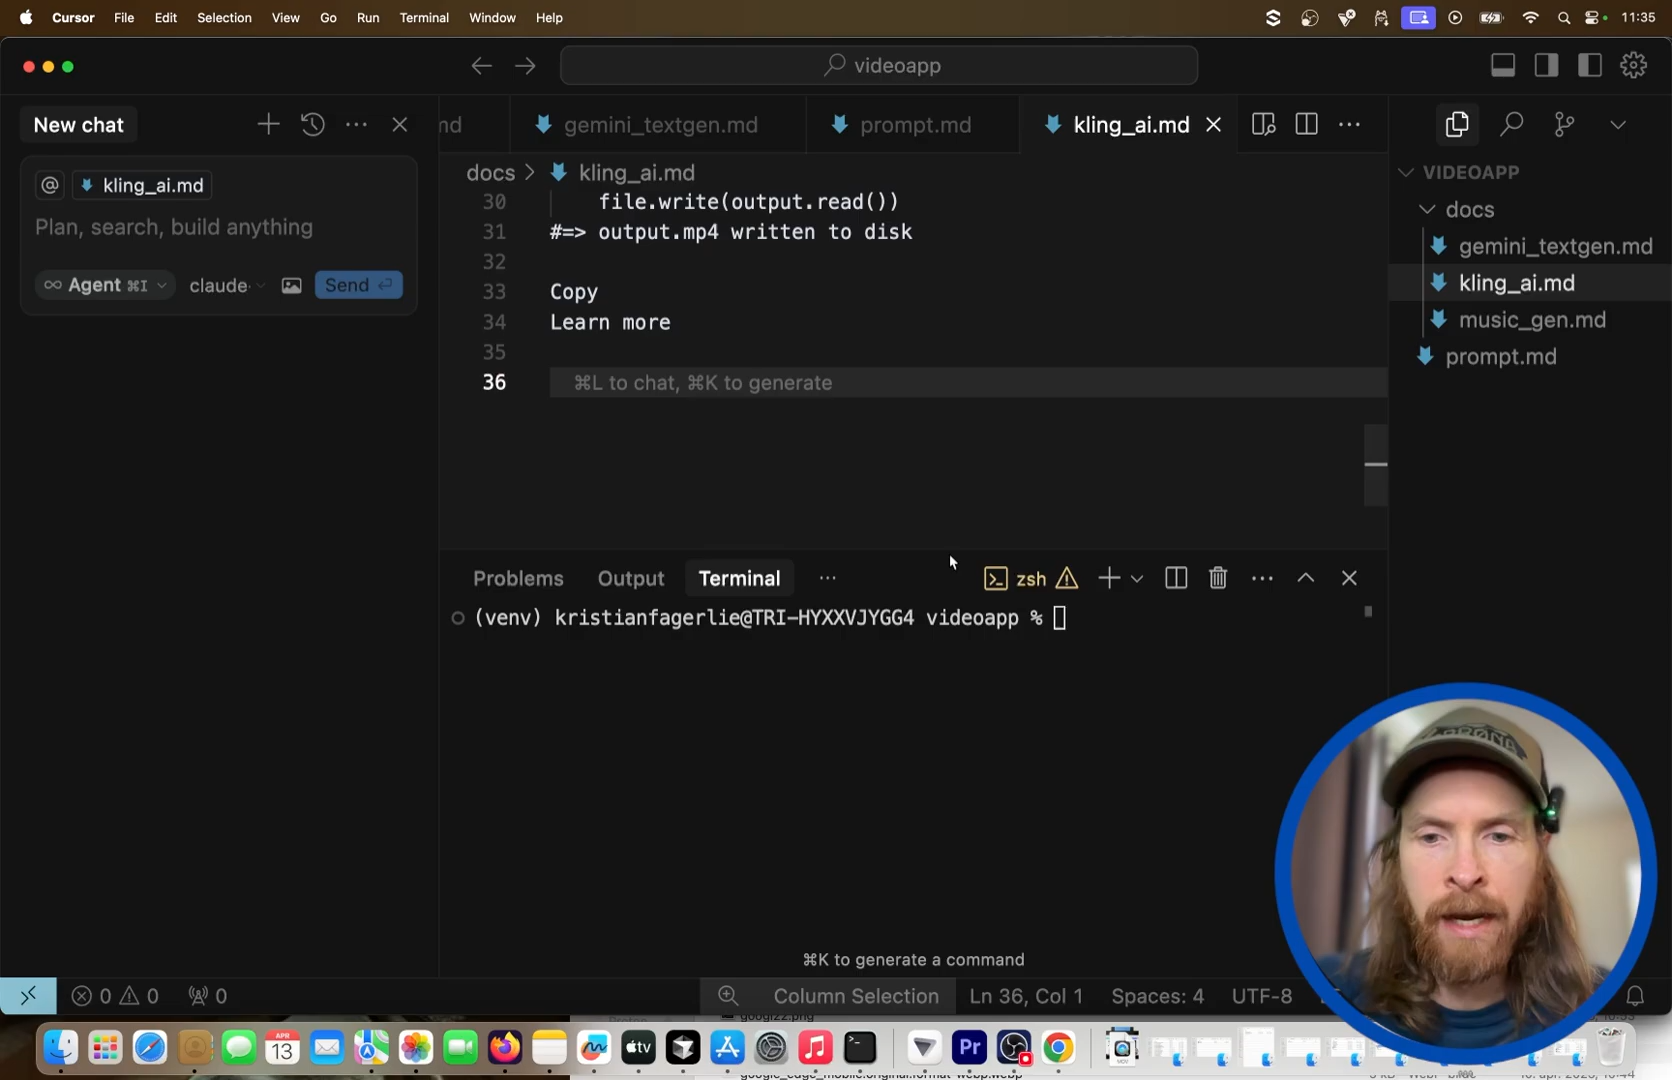 Cursor File Edit Selection View Go Run Terminal Window Help 11:35
videoapp
New chat
gemini_textgen.md
prompt.md
kling_ai.md
@ kling_ai.md
Plan, search, build anything
∞ Agent ⌘I claude Send
docs > kling_ai.md
30 file.write(output.read())
31 #=> output.mp4 written to disk
32
33 Copy
34 Learn more
35
36 ⌘L to chat, ⌘K to generate
VIDEOAPP
docs
gemini_textgen.md
kling_ai.md
music_gen.md
prompt.md
Problems Output Terminal ··· zsh
(venv) kristianfagerlie@TRI-HYXXVJYGG4 videoapp %
⌘K to generate a command
0 0 0 Column Selection Ln 36, Col 1 Spaces: 4 UTF-8
APR
13
tv
Pr